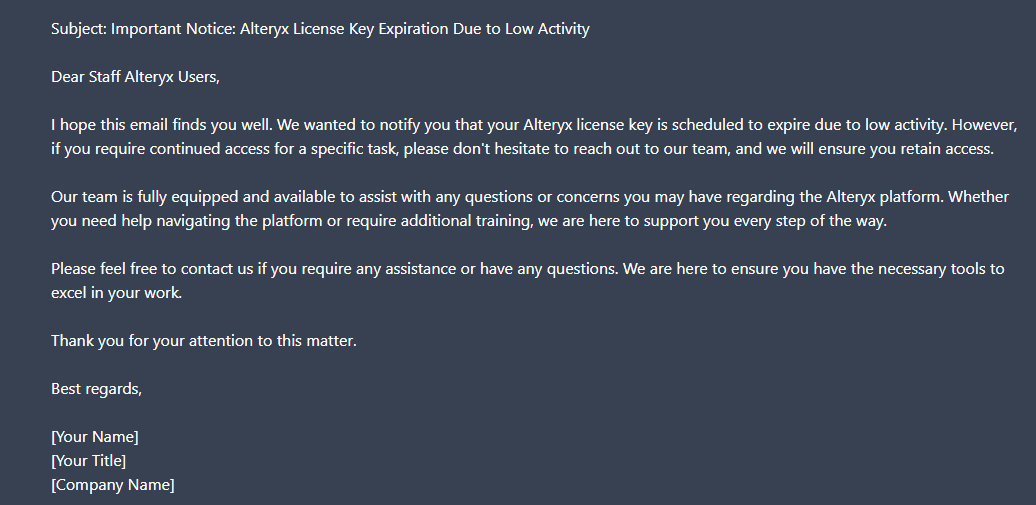 Subject: Important Notice: Alteryx License Key Expiration Due to Low Activity
Dear Staff Alteryx Users,
I hope this email finds you well. We wanted to notify you that your Alteryx license key is scheduled to expire due to low activity. However,
if you require continued access for a specific task, please don't hesitate to reach out to our team, and we will ensure you retain access.
Our team is fully equipped and available to assist with any questions or concerns you may have regarding the Alteryx platform. Whether
you need help navigating the platform or require additional training, we are here to support you every step of the way.
Please feel free to contact us if you require any assistance or have any questions. We are here to ensure you have the necessary tools to
excel in your work.
Thank you for your attention to this matter.
Best regards,
[Your Name]
[Your Title]
[Company Name]